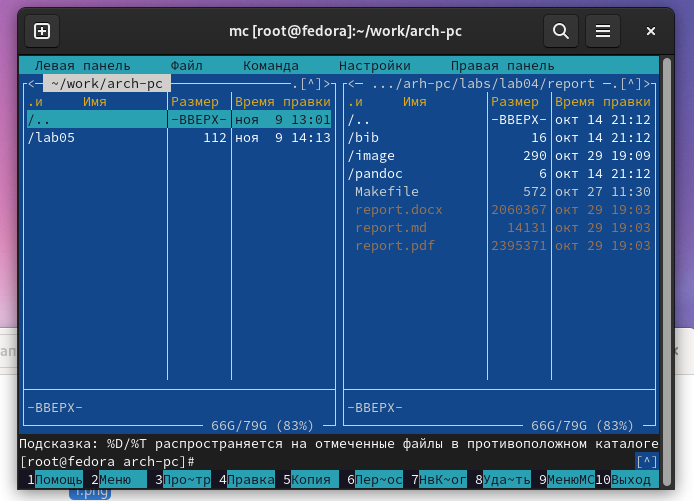 mc [root@fedora]:~/work/arch-pc
Левая панель Файл Команда Настройки Правая панель
<— ~/work/arch-pc —.[^]> <— .../arh-pc/labs/lab04/report —.[^]>
.и Имя Размер Время правки .и Имя Размер Время правки
/.. -ВВЕРХ- ноя 9 13:01 /.. -ВВЕРХ- окт 14 21:12
/lab05 112 ноя 9 14:13 /bib 16 окт 14 21:12
/image 290 окт 29 19:09
/pandoc 6 окт 14 21:12
Makefile 572 окт 27 11:30
report.docx 2060367 окт 29 19:03
report.md 14131 окт 29 19:03
report.pdf 2395371 окт 29 19:03
-ВВЕРХ- -ВВЕРХ-
66G/79G (83%) 66G/79G (83%)
Подсказка: %D/%T распространяется на отмеченные файлы в противоположном каталоге
[root@fedora arch-pc]# [^]
1Помощь 2Меню 3Про~тр 4Правка 5Копия 6Пер~ос 7НвК~ог 8Уда~ть 9МенюMC10Выход
1.png